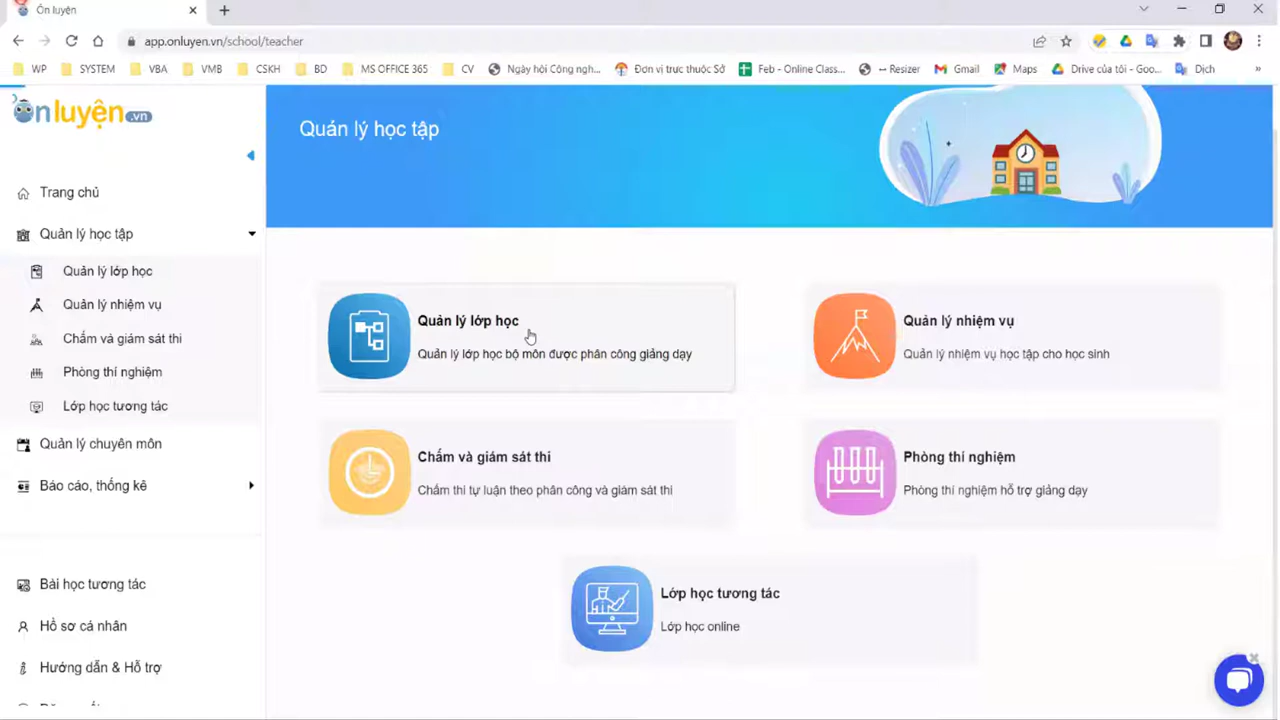 Ôn luyện
app.onluyen.vn/school/teacher
WP SYSTEM VBA VMB CSKH BD MS OFFICE 365 CV Ngày hội Công nghệ... Đơn vị trực thuộc Sở Feb - Online Class... -- Resizer Gmail Maps Drive của tôi - Goo... Dịch »
Ôn luyện .vn
Quản lý học tập
Trang chủ
Quản lý học tập
Quản lý lớp học
Quản lý nhiệm vụ
Chấm và giám sát thi
Phòng thí nghiệm
Lớp học tương tác
Quản lý chuyên môn
Báo cáo, thống kê
Bài học tương tác
Hồ sơ cá nhân
Hướng dẫn & Hỗ trợ
Quản lý lớp học
Quản lý lớp học bộ môn được phân công giảng dạy
Quản lý nhiệm vụ
Quản lý nhiệm vụ học tập cho học sinh
Chấm và giám sát thi
Chấm thi tự luận theo phân công và giám sát thi
Phòng thí nghiệm
Phòng thí nghiệm hỗ trợ giảng dạy
Lớp học tương tác
Lớp học online